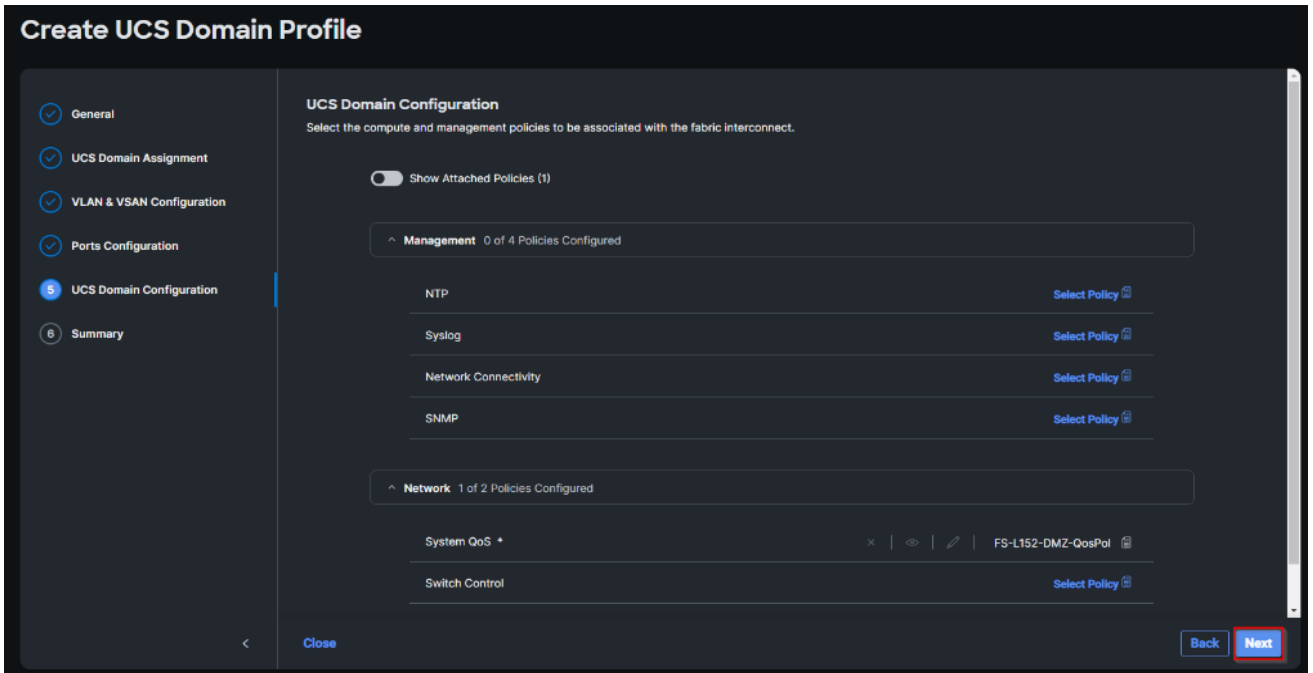 Create UCS Domain Profile
General
UCS Domain Assignment
VLAN & VSAN Configuration
Ports Configuration
5 UCS Domain Configuration
6 Summary
UCS Domain Configuration
Select the compute and management policies to be associated with the fabric interconnect.
Show Attached Policies (1)
Management 0 of 4 Policies Configured
NTP Select Policy
Syslog Select Policy
Network Connectivity Select Policy
SNMP Select Policy
Network 1 of 2 Policies Configured
System QoS * FS-L152-DMZ-QosPol
Switch Control Select Policy
Close Back Next